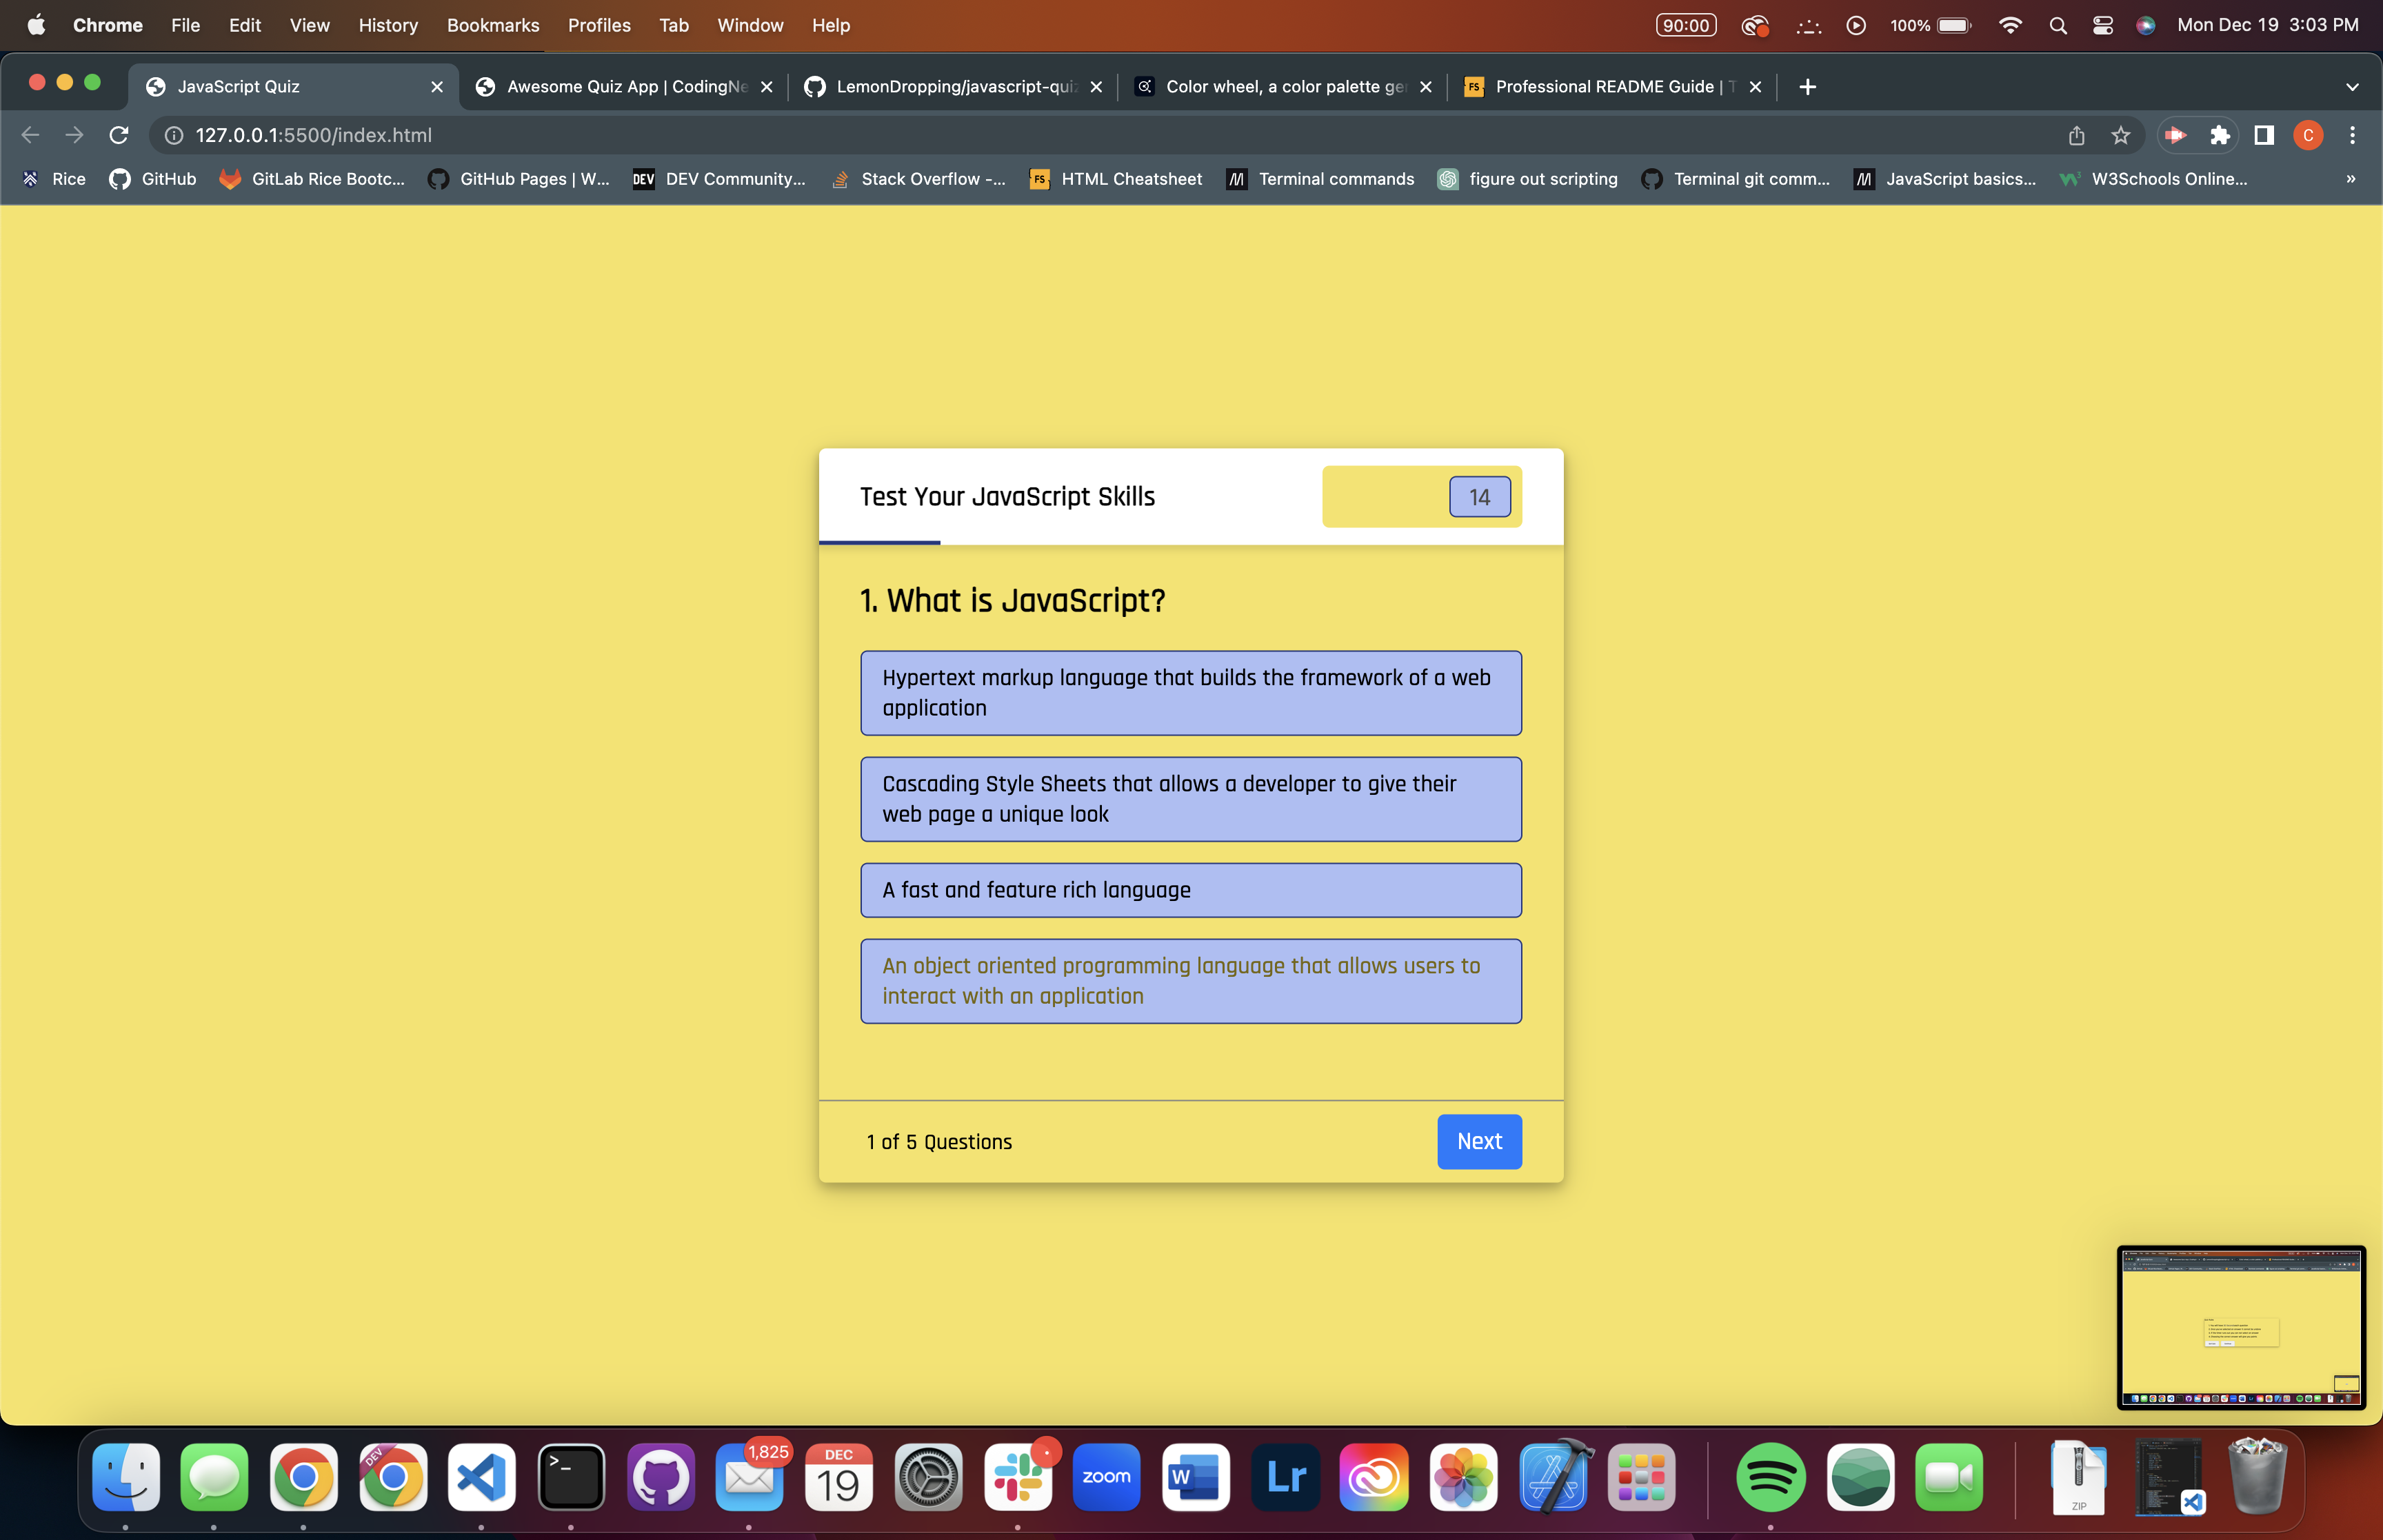 Chrome File Edit View History Bookmarks Profiles Tab Window Help 90:00 100% Mon Dec 19 3:03 PM
JavaScript Quiz Awesome Quiz App | CodingNe LemonDropping/javascript-qui Color wheel, a color palette ge Professional README Guide | T
127.0.0.1:5500/index.html C
Rice GitHub GitLab Rice Bootc... GitHub Pages | W... DEV DEV Community... Stack Overflow -... FS HTML Cheatsheet Terminal commands figure out scripting Terminal git comm... JavaScript basics... W3Schools Online... »
Test Your JavaScript Skills 14
1. What is JavaScript?
Hypertext markup language that builds the framework of a web
application
Cascading Style Sheets that allows a developer to give their
web page a unique look
A fast and feature rich language
An object oriented programming language that allows users to
interact with an application
1 of 5 Questions Next
DEV 1,825 DEC 19 zoom W Lr ZIP